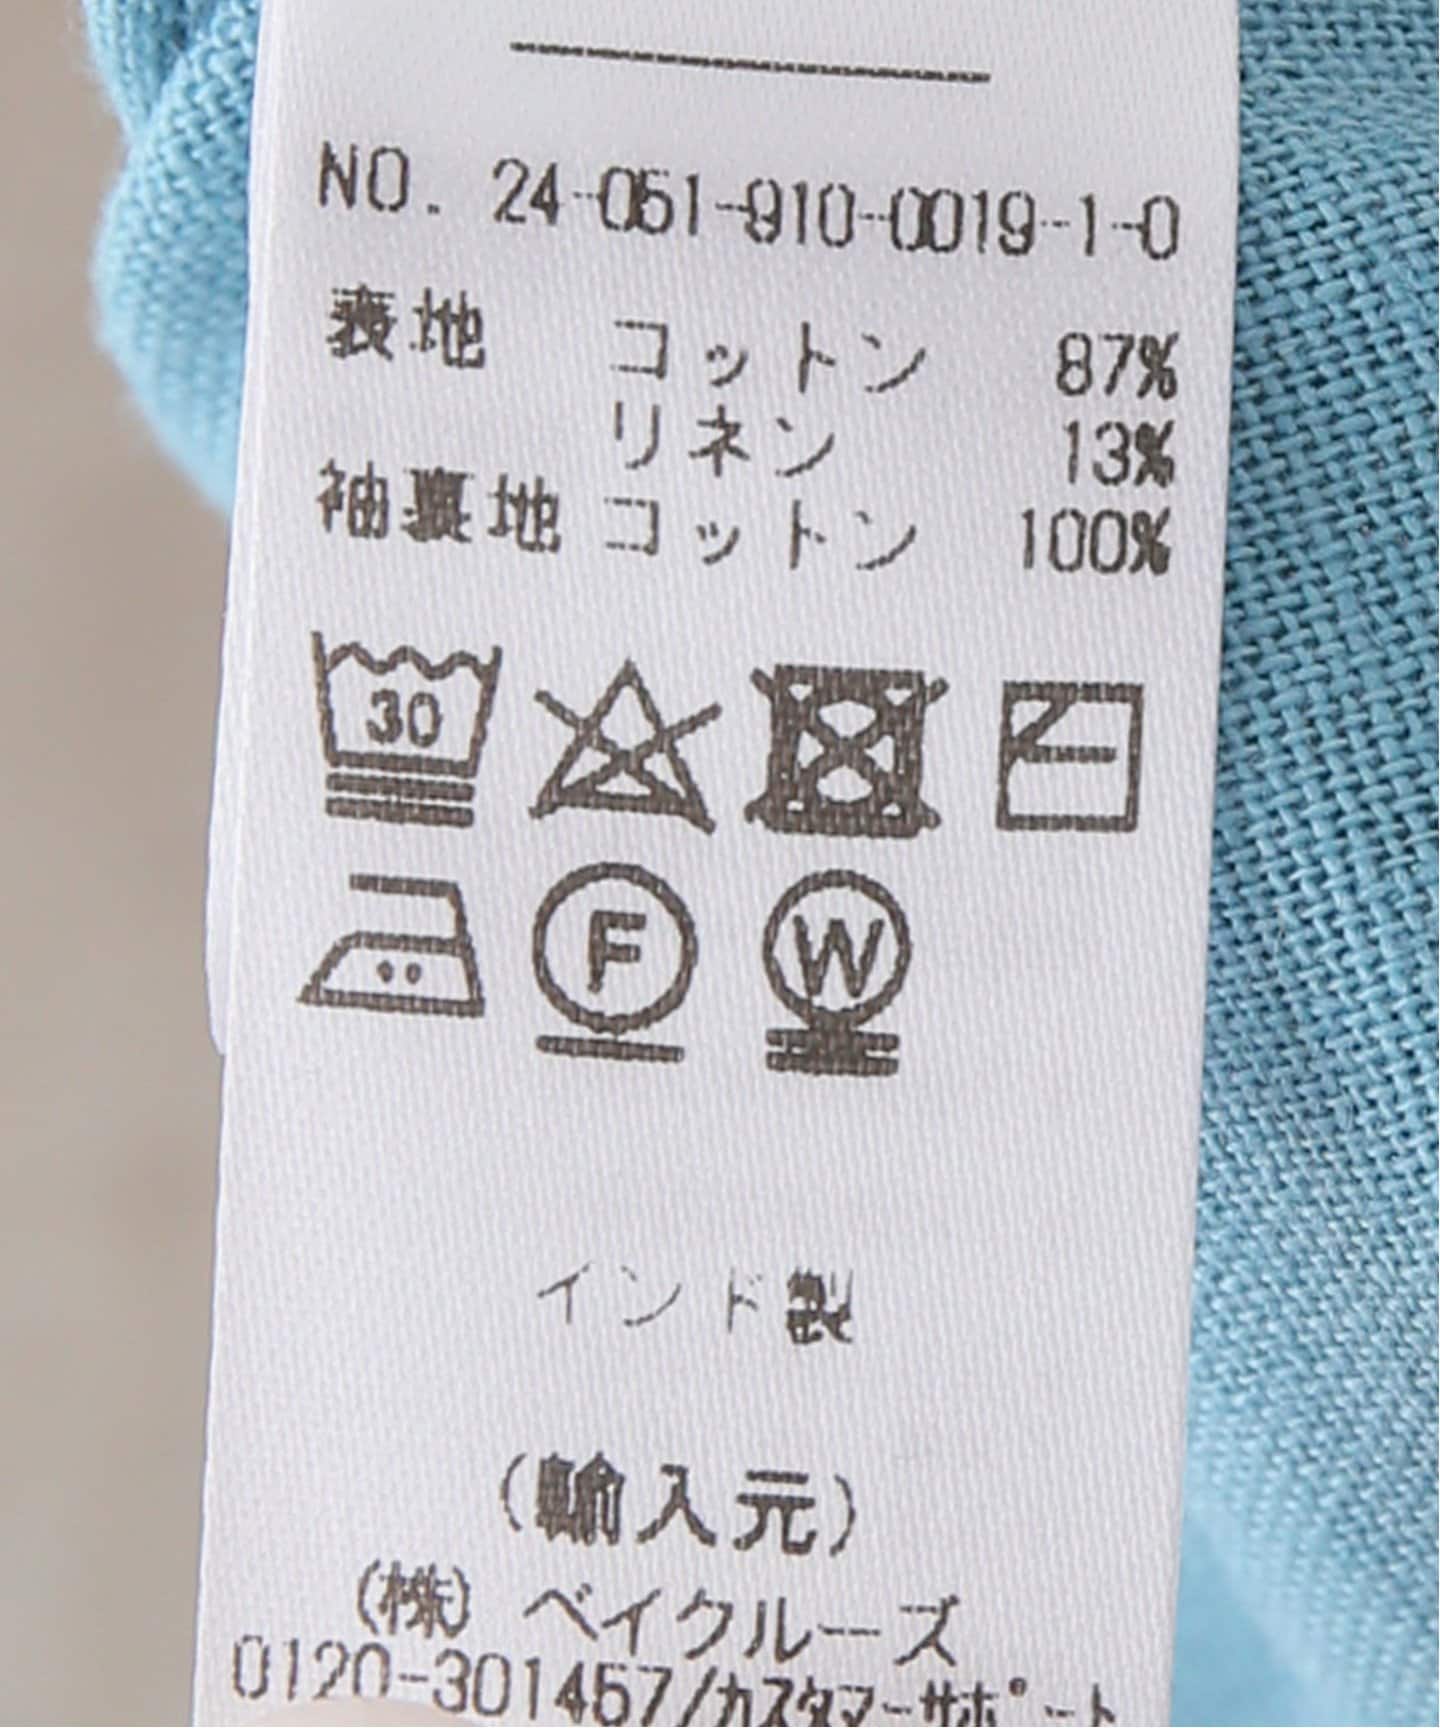 NO. 24-051-910-0019-1-0
表地 コットン 87%
リネン 13%
袖裏地 コットン 100%
30
F W
インド製
(輸入元)
(株) ベイクルーズ
0120-301457/カスタマーサポート